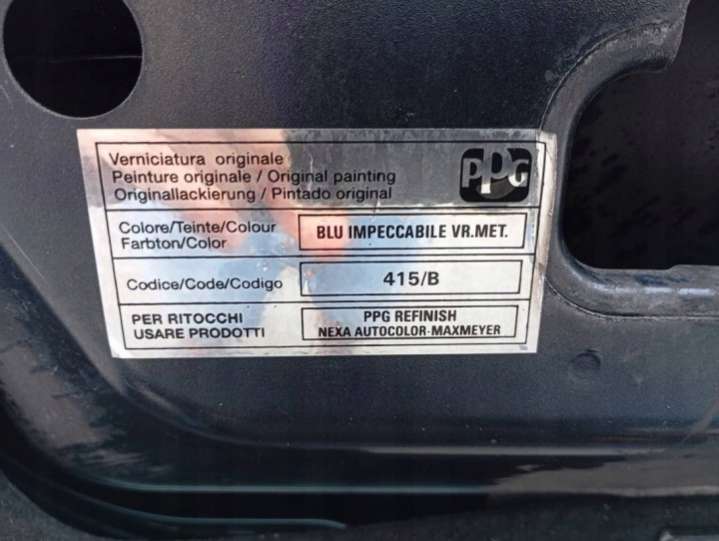 Verniciatura originale
Peinture originale / Original painting
Originallackierung / Pintado original
PPG
Colore/Teinte/Colour
Farbton/Color
BLU IMPECCABILE VR.MET.
Codice/Code/Codigo
415/B
PER RITOCCHI
USARE PRODOTTI
PPG REFINISH
NEXA AUTOCOLOR-MAXMEYER